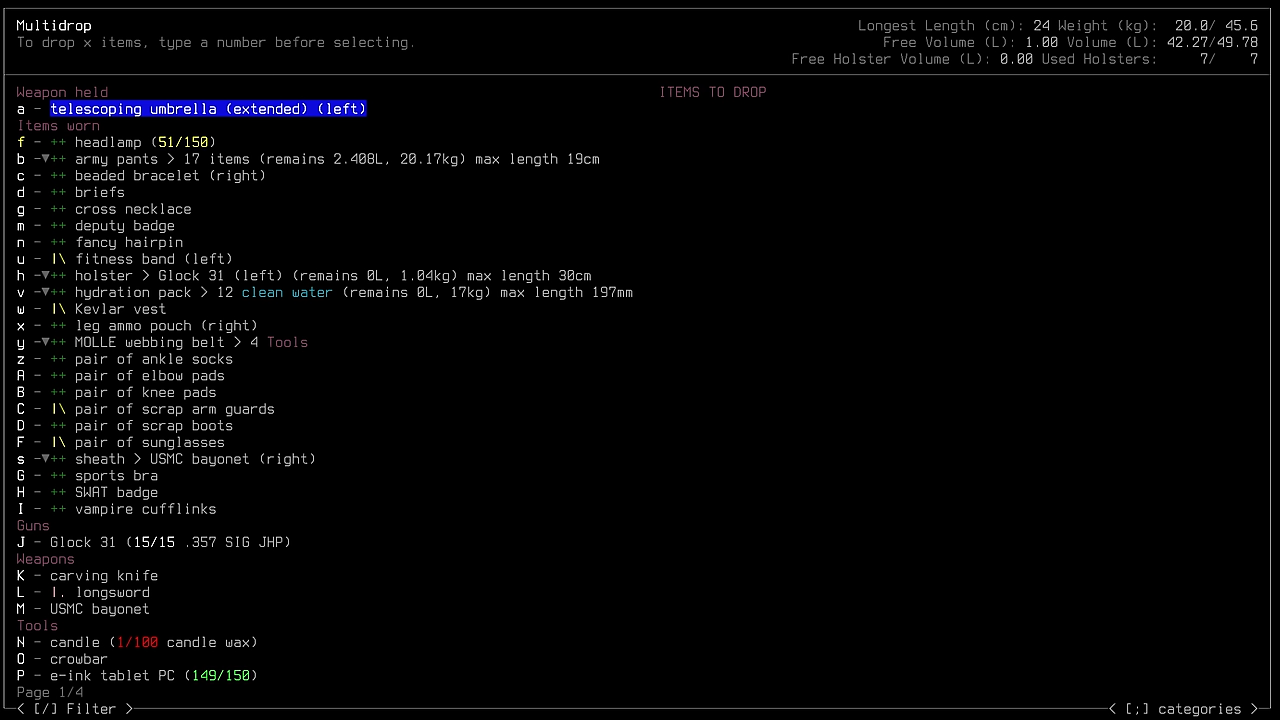 Multidrop Longest Length (cm): 24 Weight (kg): 20.0/ 45.6
To drop x items, type a number before selecting. Free Volume (L): 1.00 Volume (L): 42.27/49.78
Free Holster Volume (L): 0.00 Used Holsters: 7/ 7
Weapon held ITEMS TO DROP
a - telescoping umbrella (extended) (left)
Items worn
f - ++ headlamp (51/150)
b -▼++ army pants > 17 items (remains 2.408L, 20.17kg) max length 19cm
c - ++ beaded bracelet (right)
d - ++ briefs
g - ++ cross necklace
m - ++ deputy badge
n - ++ fancy hairpin
u - |\ fitness band (left)
h -▼++ holster > Glock 31 (left) (remains 0L, 1.04kg) max length 30cm
v -▼++ hydration pack > 12 clean water (remains 0L, 17kg) max length 197mm
w - |\ Kevlar vest
x - ++ leg ammo pouch (right)
y -▼++ MOLLE webbing belt > 4 Tools
z - ++ pair of ankle socks
A - ++ pair of elbow pads
B - ++ pair of knee pads
C - |\ pair of scrap arm guards
D - ++ pair of scrap boots
F - |\ pair of sunglasses
s -▼++ sheath > USMC bayonet (right)
G - ++ sports bra
H - ++ SWAT badge
I - ++ vampire cufflinks
Guns
J - Glock 31 (15/15 .357 SIG JHP)
Weapons
K - carving knife
L - |. longsword
M - USMC bayonet
Tools
N - candle (1/100 candle wax)
O - crowbar
P - e-ink tablet PC (149/150)
Page 1/4
< [/] Filter > < [;] categories >